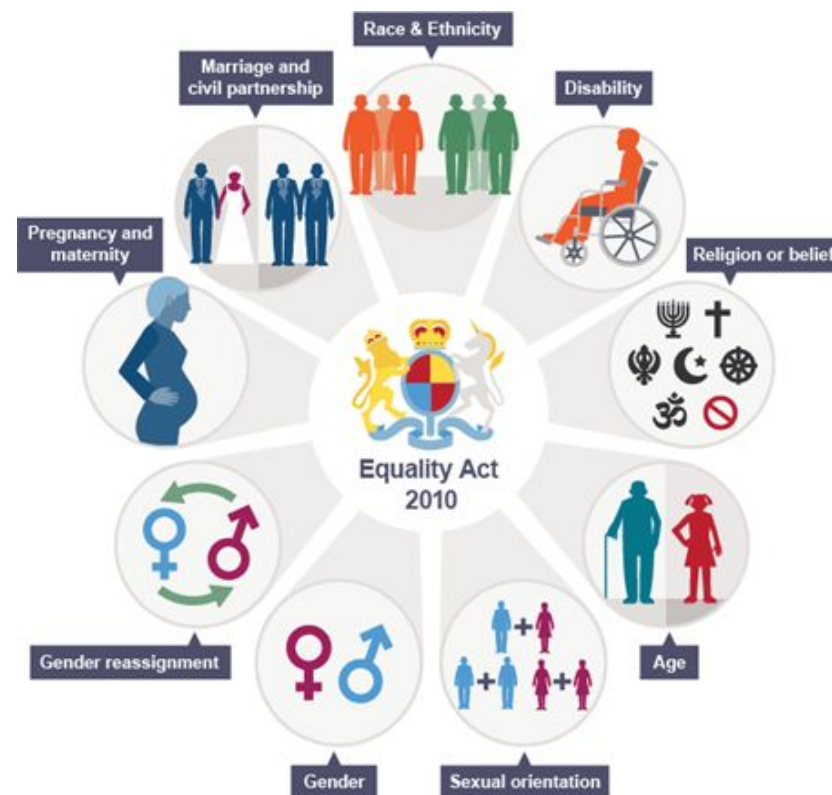 Race & Ethnicity
Marriage and
civil partnership
Disability
Pregnancy and
maternity
Religion or belief
Equality Act
2010
Gender reassignment
Age
Gender
Sexual orientation